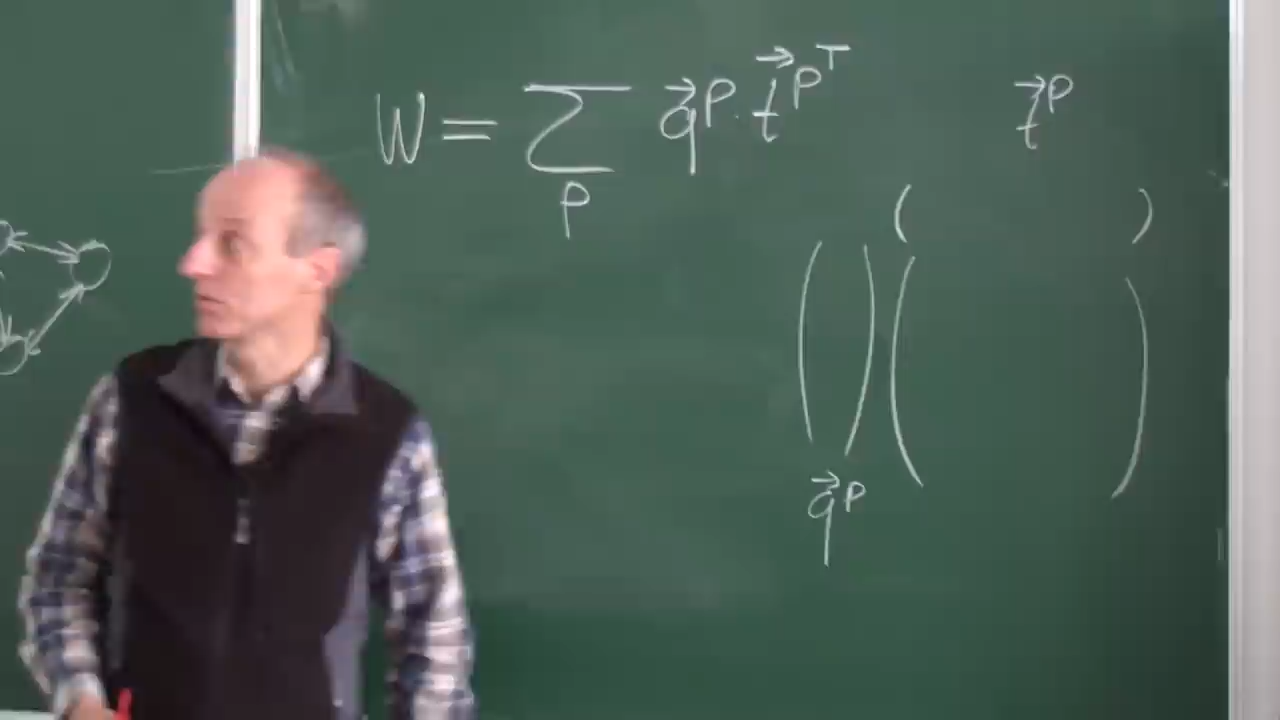 W = ∑ q⃗ᵖ · t⃗ᵖᵀ
P
t⃗ᵖ
( )
( ) ( )
q⃗ᵖ